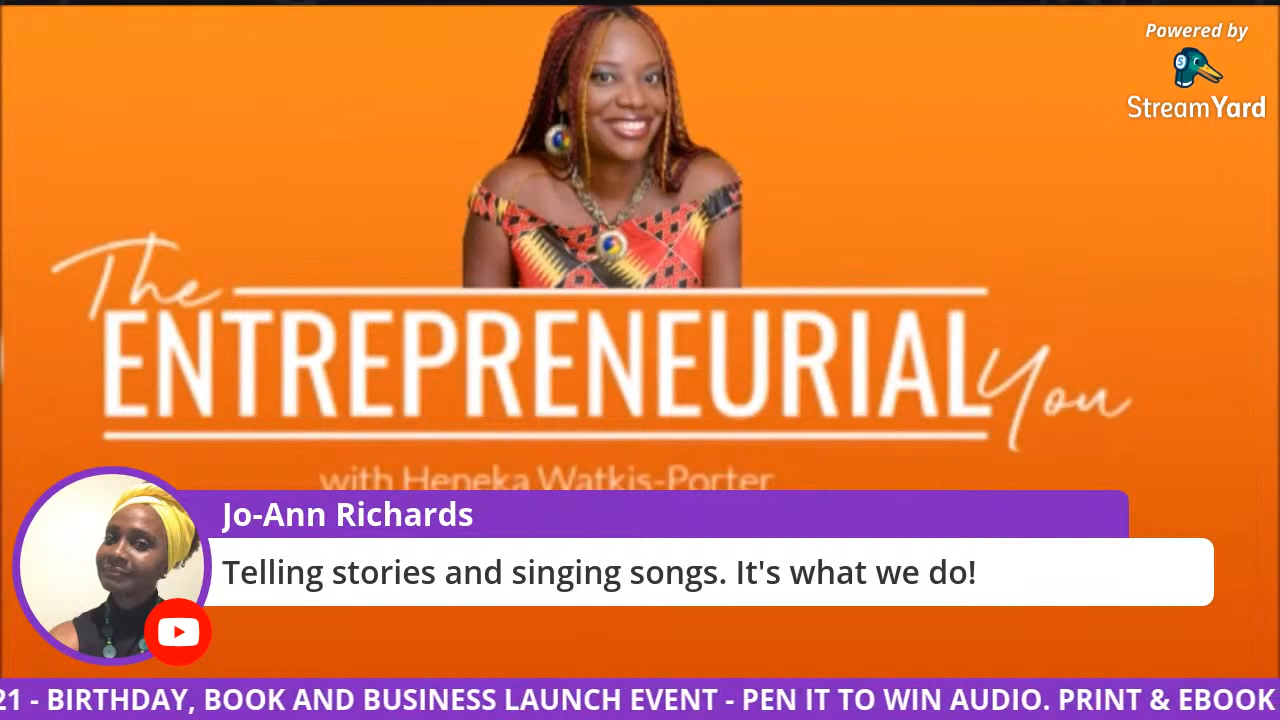 Powered by
StreamYard
The
ENTREPRENEURIAL
You
with Heneka Watkis-Porter
Jo-Ann Richards
Telling stories and singing songs. It's what we do!
21 - BIRTHDAY, BOOK AND BUSINESS LAUNCH EVENT - PEN IT TO WIN AUDIO. PRINT & EBOOK